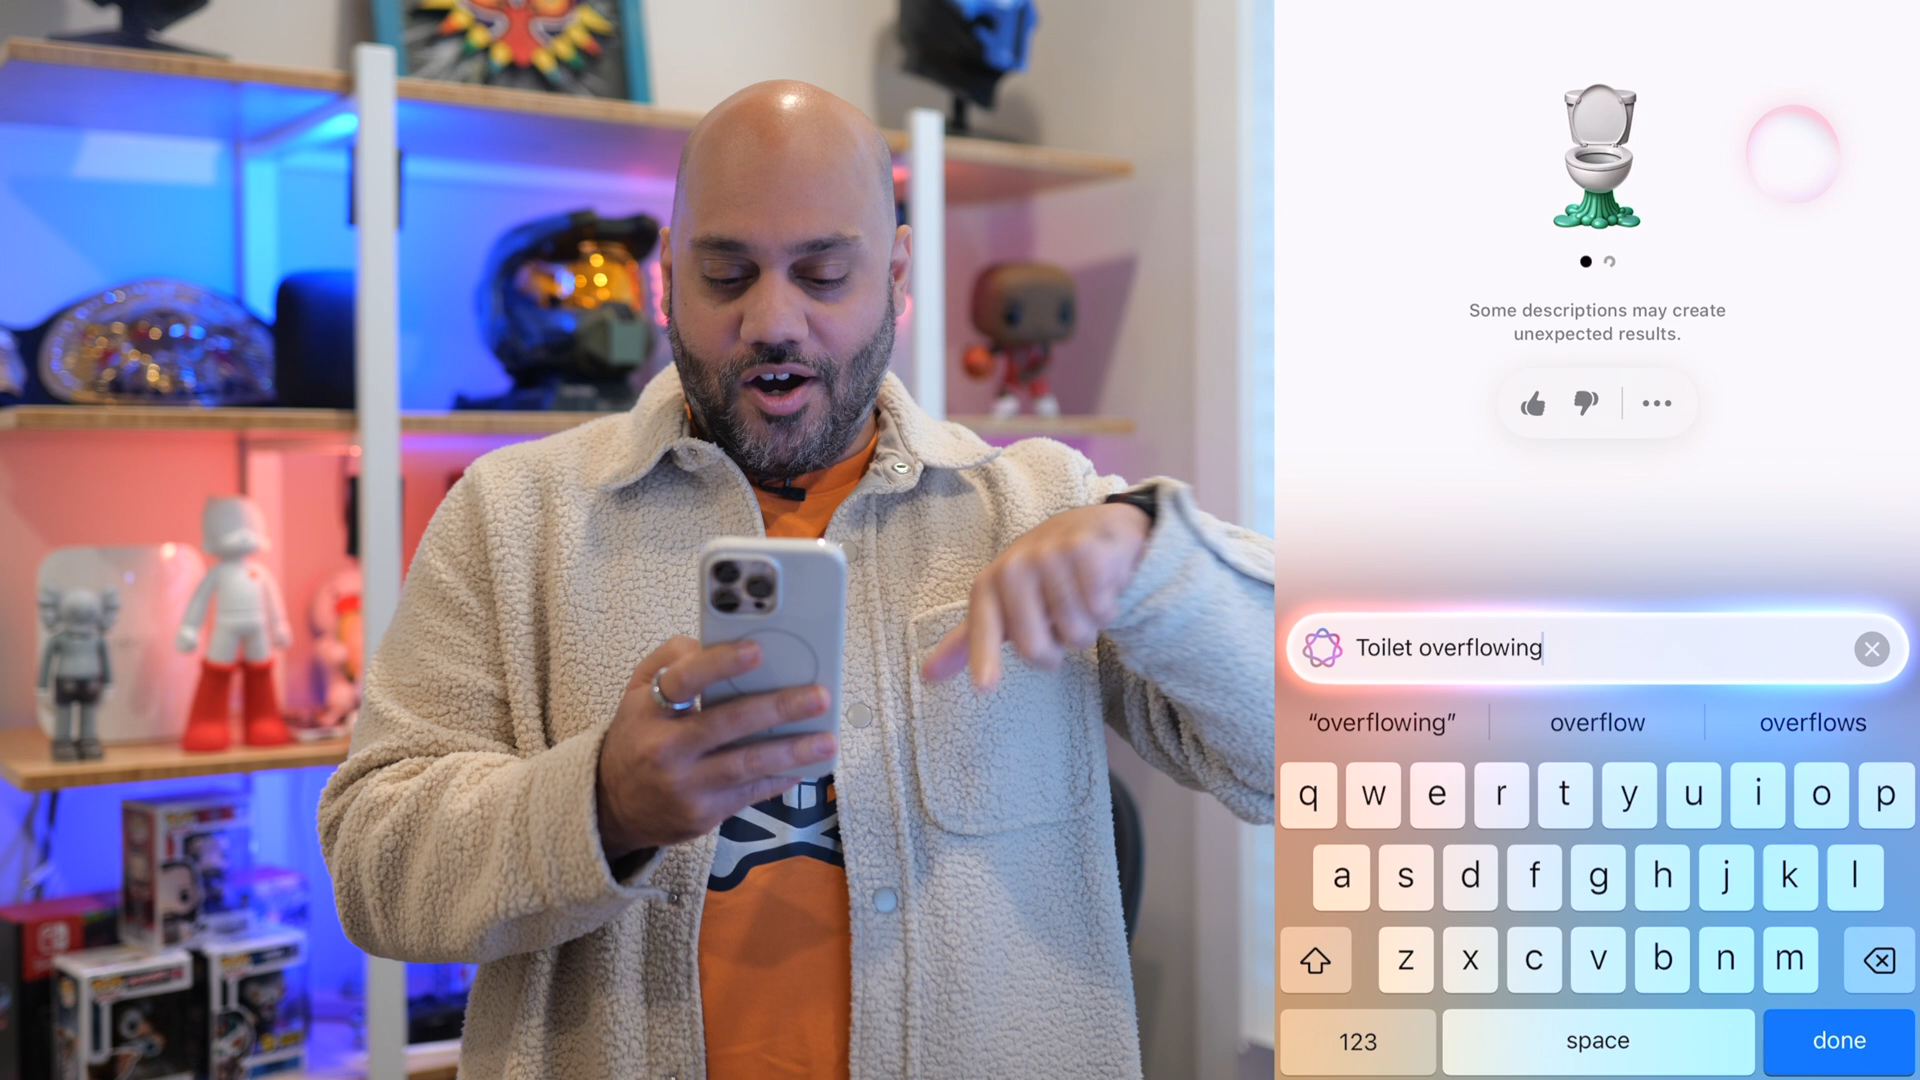 Some descriptions may create
unexpected results.
Toilet overflowing
“overflowing”
overflow
overflows
q w e r t y u i o p
a s d f g h j k l
z x c v b n m
123
space
done